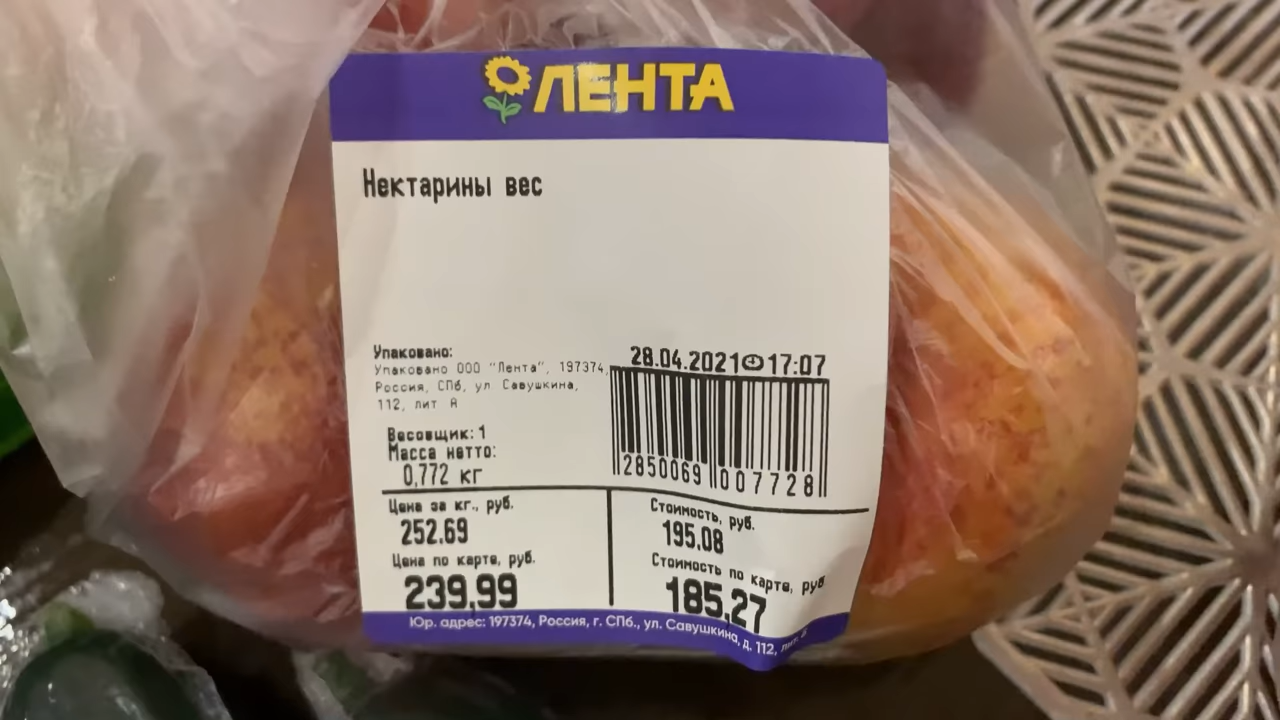 ЛЕНТА
Нектарины вес
Упаковано:
Упаковано ООО "Лента", 197374,
Россия, СПб, ул Савушкина,
112, лит А
28.04.2021 17:07
2850069 007728
Весовщик: 1
Масса нетто:
0,772 кг
Цена за кг., руб.
252.69
Цена по карте, руб.
239,99
Стоимость, руб.
195.08
Стоимость по карте, руб
185,27
Юр. адрес: 197374, Россия, г. СПб., ул. Савушкина, д. 112, лит.